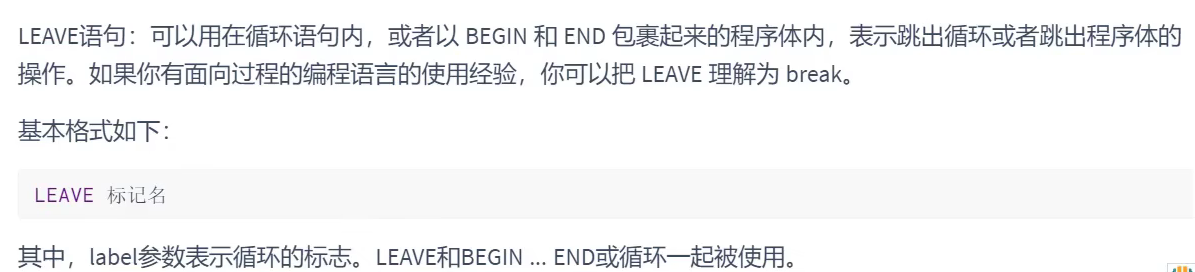 LEAVE语句：可以用在循环语句内，或者以 BEGIN 和 END 包裹起来的程序体内，表示跳出循环或者跳出程序体的
操作。如果你有面向过程的编程语言的使用经验，你可以把 LEAVE 理解为 break。
基本格式如下：
LEAVE 标记名
其中，label参数表示循环的标志。LEAVE和BEGIN ... END或循环一起被使用。